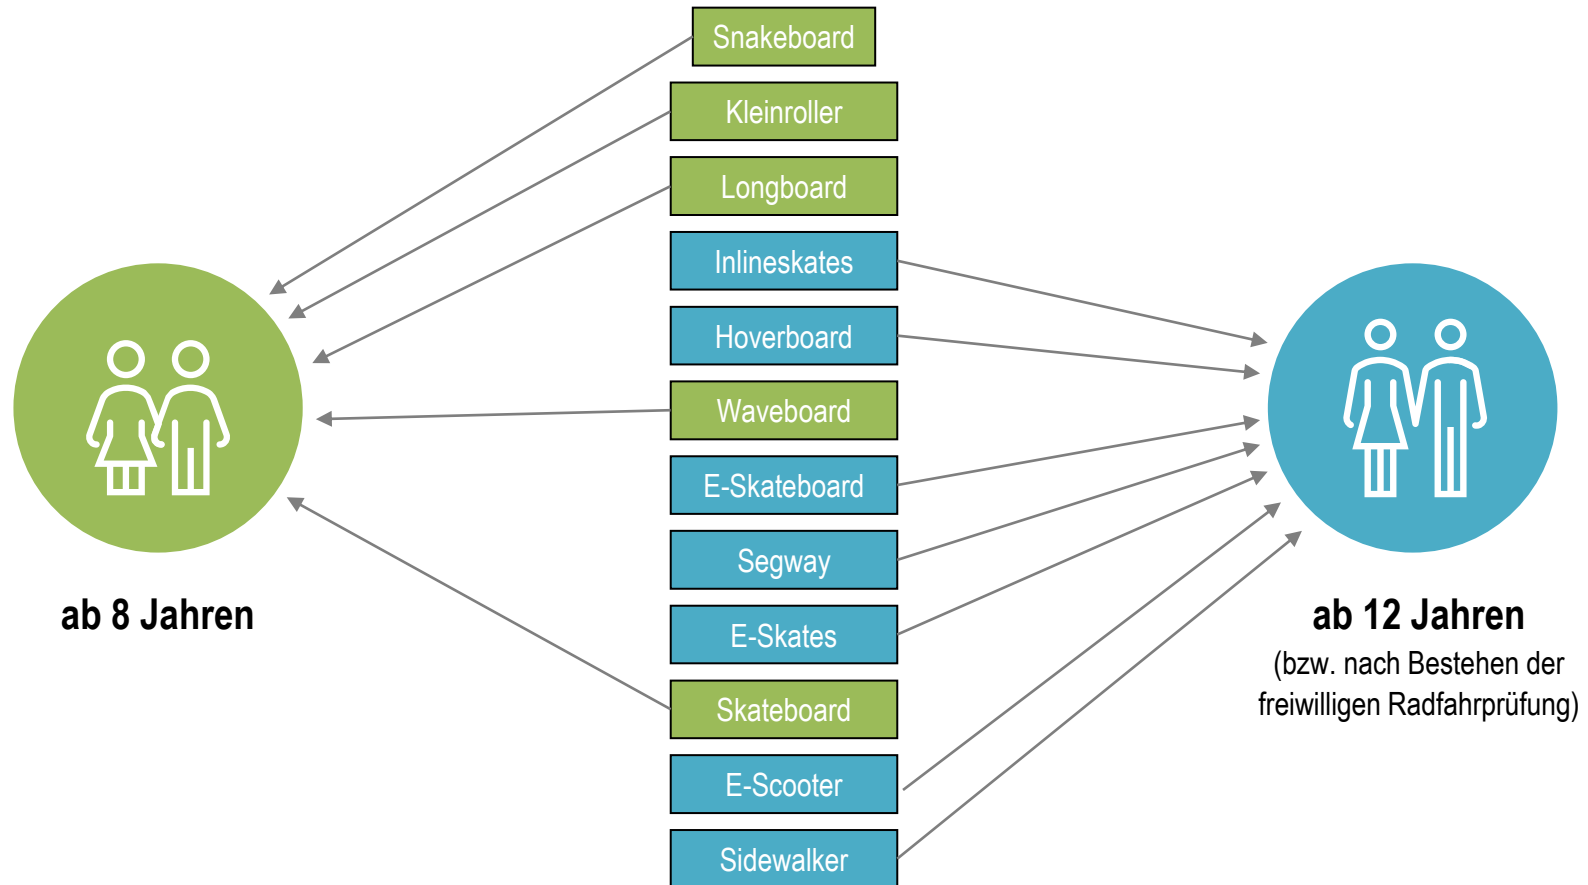 Snakeboard
Kleinroller
Longboard
Inlineskates
Hoverboard
Waveboard
E-Skateboard
Segway
E-Skates
Skateboard
E-Scooter
Sidewalker
ab 8 Jahren
ab 12 Jahren
(bzw. nach Bestehen der
freiwilligen Radfahrprüfung)